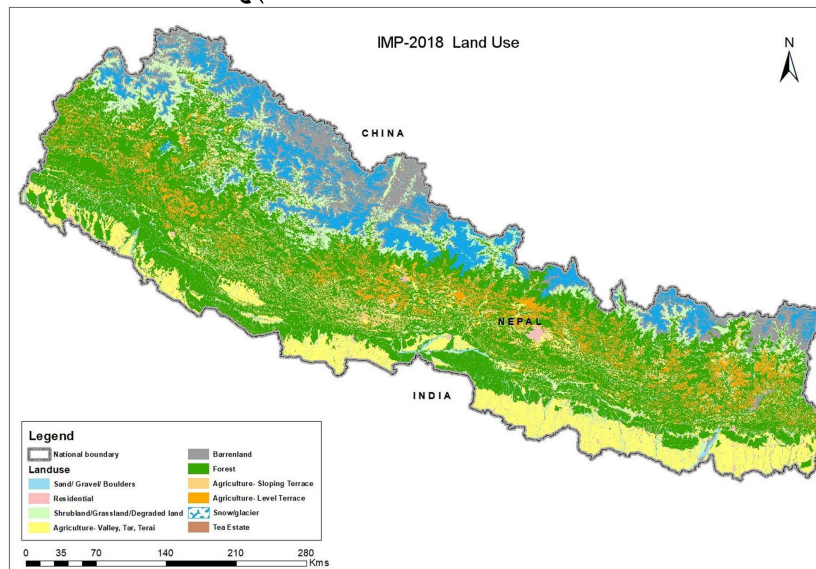 IMP-2018 Land Use
N
CHINA
NEPAL
INDIA
Legend
National boundary
Landuse
Sand/ Gravel/ Boulders
Residential
Shrubland/Grassland/Degraded land
Agriculture- Valley, Tar, Terai
Barrenland
Forest
Agriculture- Sloping Terrace
Agriculture- Level Terrace
Snow/glacier
Tea Estate
0 35 70 140 210 280
Kms